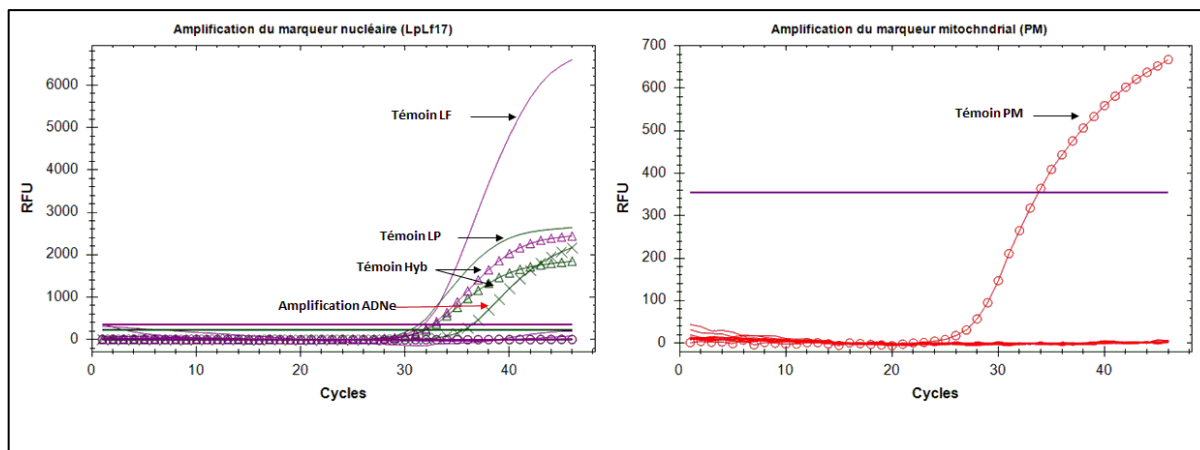 Amplification du marqueur nucléaire (LpLf17)
6000
5000
4000
3000
2000
1000
0
RFU
Témoin LF
Témoin LP
Témoin Hyb
Amplification ADNe
0
10
20
30
40
Cycles
Amplification du marqueur mitochndrial (PM)
700
600
500
400
300
200
100
0
RFU
Témoin PM
0
10
20
30
40
Cycles